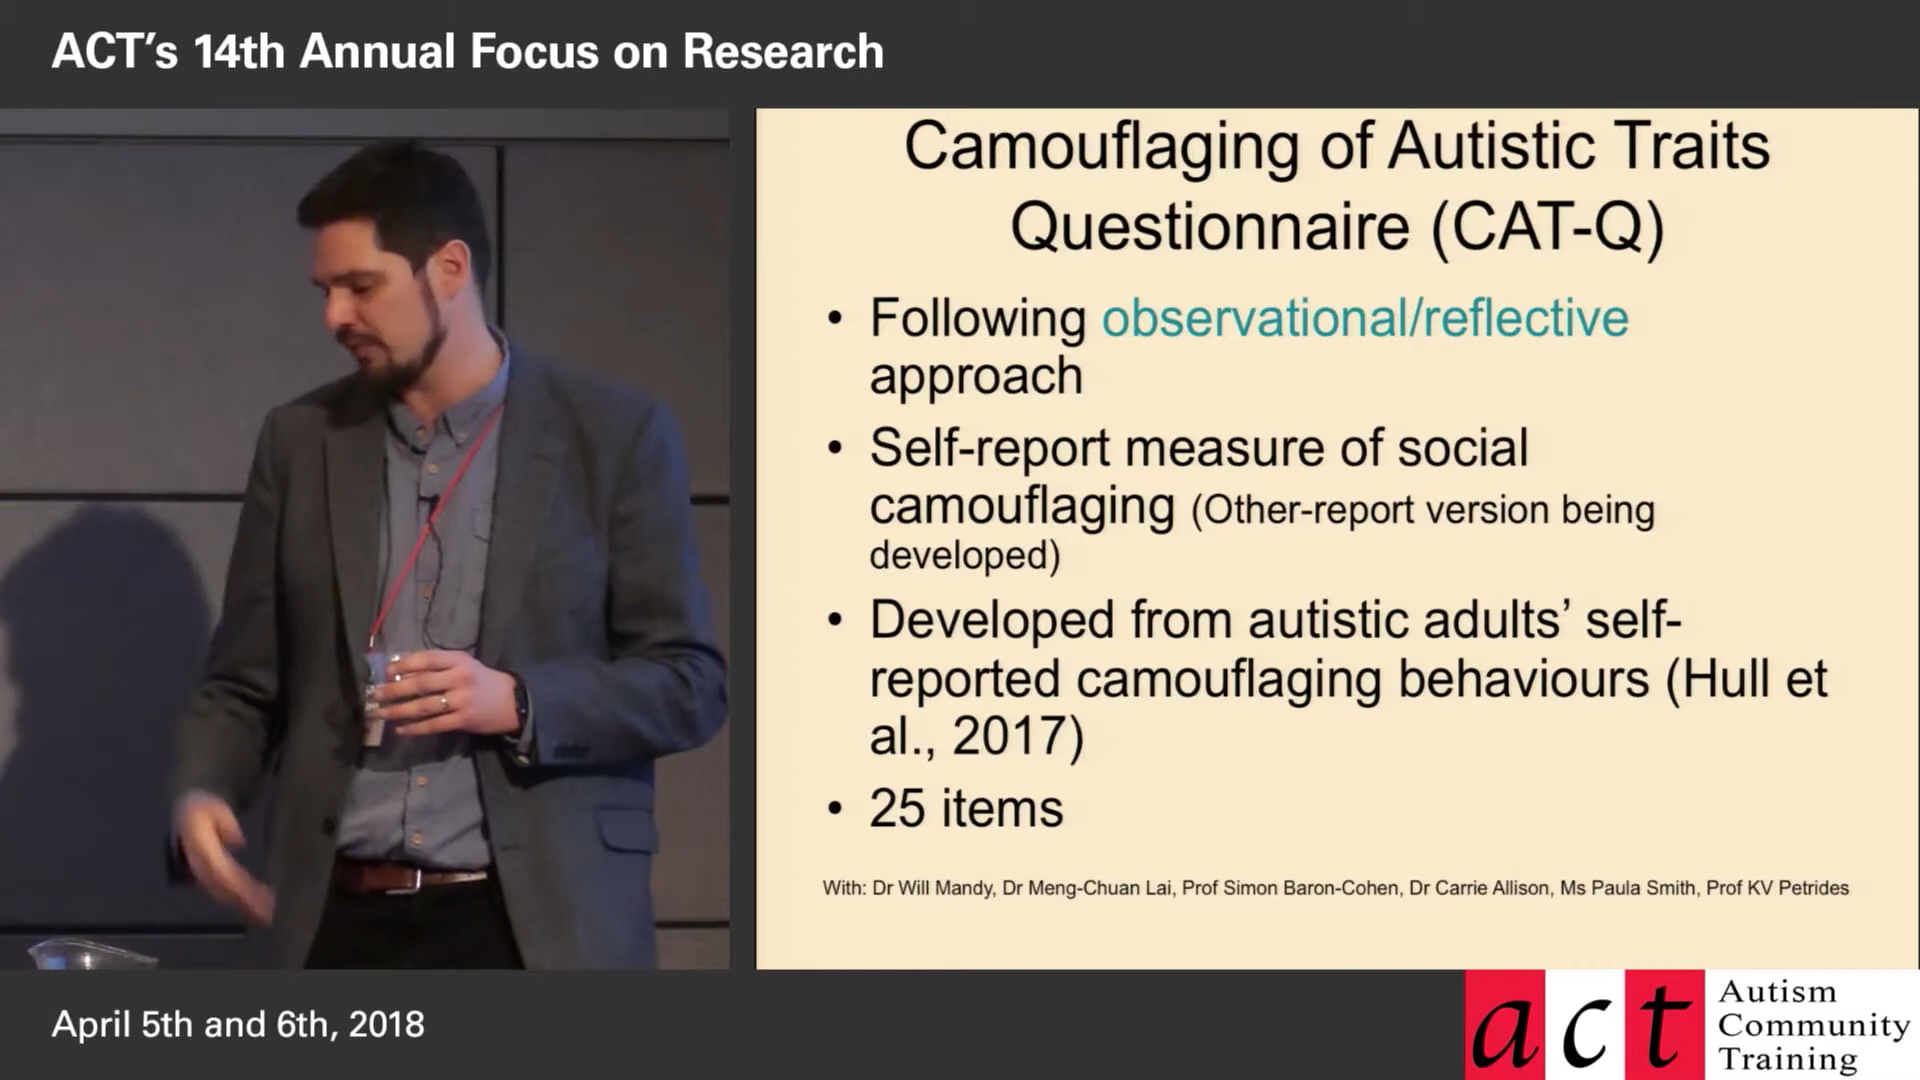 ACT's 14th Annual Focus on Research
Camouflaging of Autistic Traits
Questionnaire (CAT-Q)
• Following observational/reflective
approach
• Self-report measure of social
camouflaging (Other-report version being
developed)
• Developed from autistic adults' self-
reported camouflaging behaviours (Hull et
al., 2017)
• 25 items
With: Dr Will Mandy, Dr Meng-Chuan Lai, Prof Simon Baron-Cohen, Dr Carrie Allison, Ms Paula Smith, Prof KV Petrides
April 5th and 6th, 2018
act
Autism
Community
Training